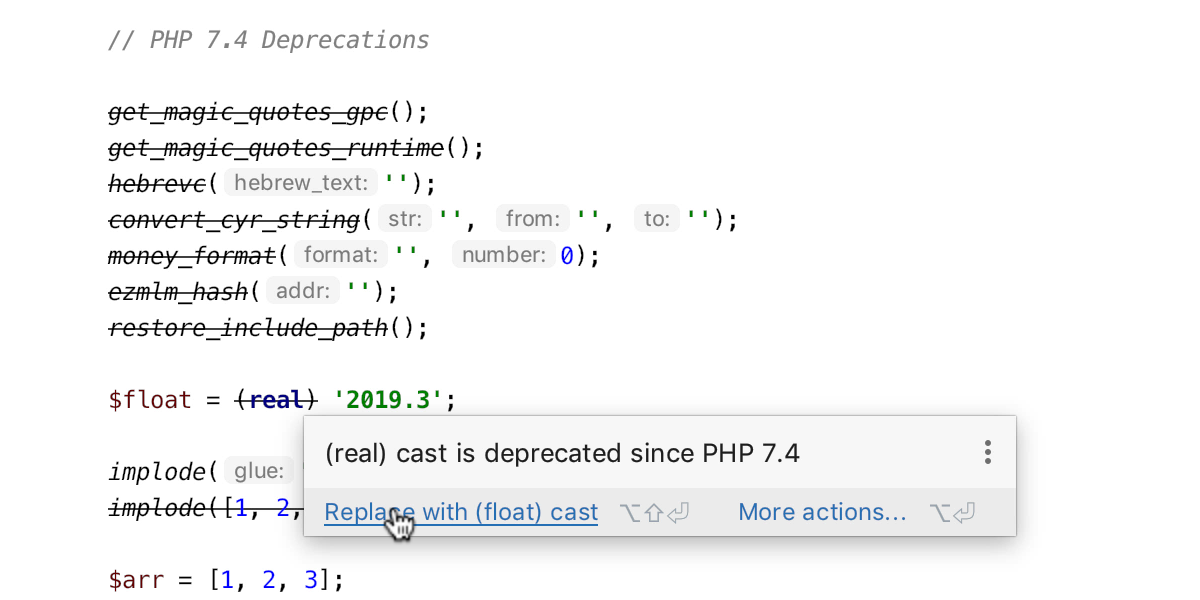 // PHP 7.4 Deprecations
get_magic_quotes_gpc();
get_magic_quotes_runtime();
hebrevc( hebrew_text: '');
convert_cyr_string( str: '', from: '', to: '');
money_format( format: '', number: 0);
ezmlm_hash( addr: '');
restore_include_path();
$float = (real) '2019.3';
implode( glue:
implode([1, 2,
(real) cast is deprecated since PHP 7.4
Replace with (float) cast ⌥⇧⏎ More actions... ⌥⏎
$arr = [1, 2, 3];